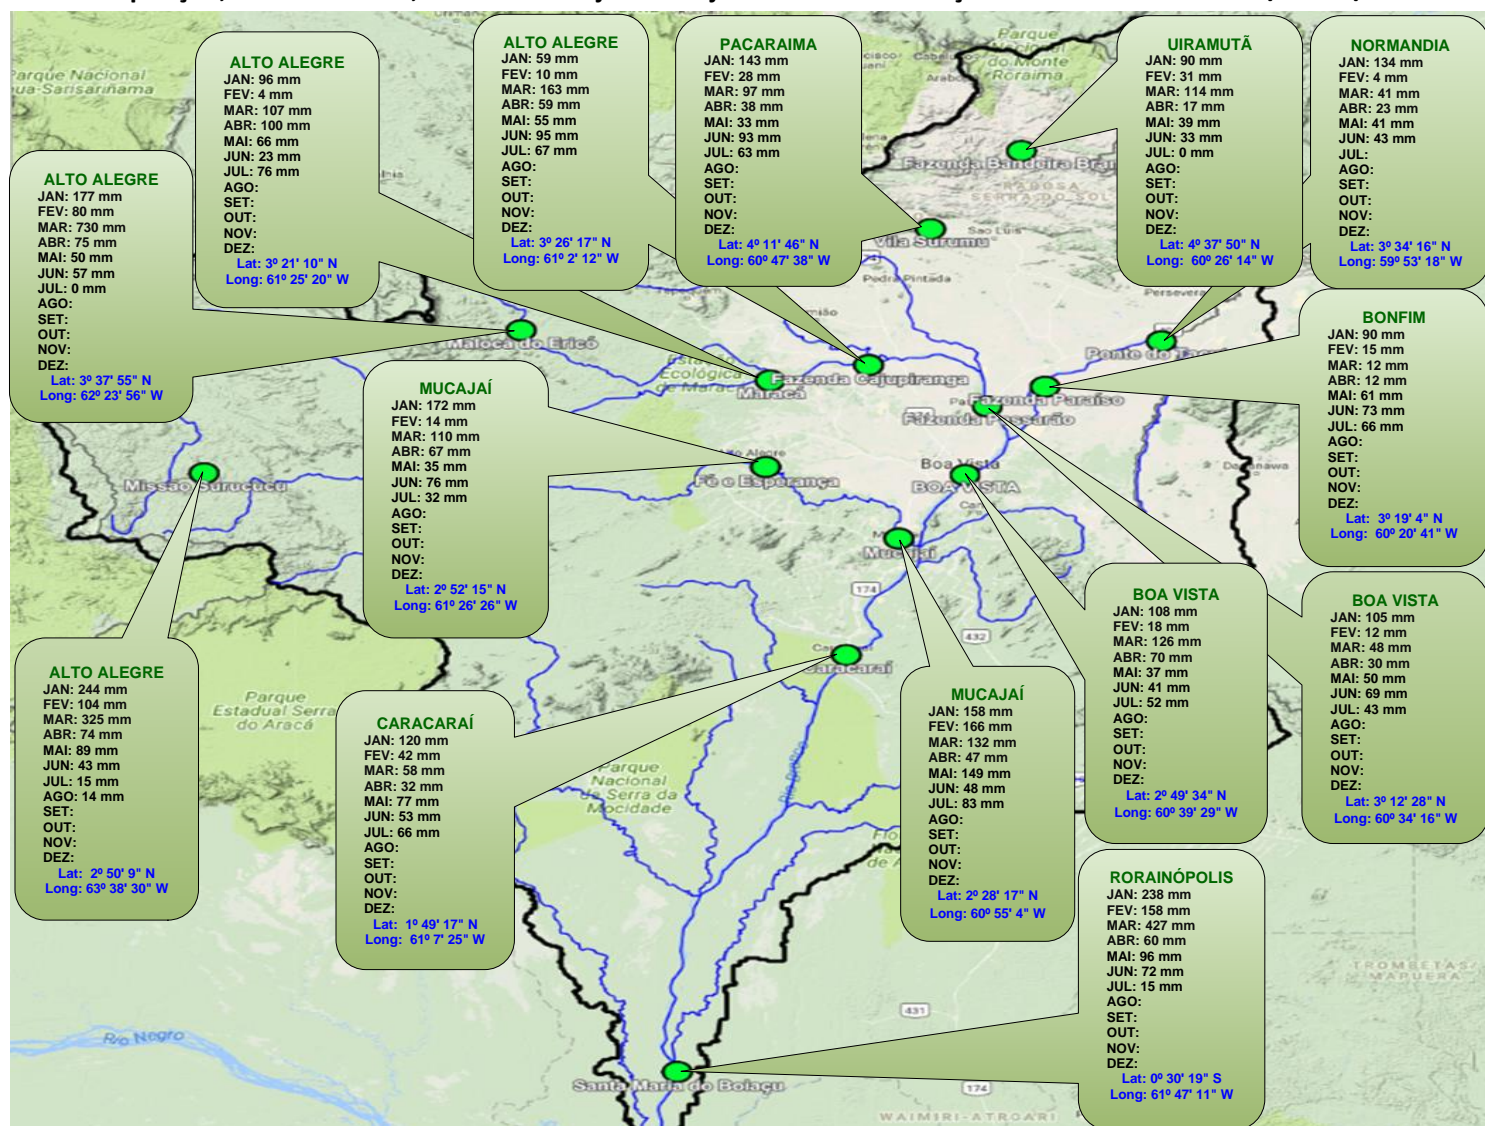 ALTO ALEGRE
JAN: 177 mm
FEV: 80 mm
MAR: 730 mm
ABR: 75 mm
MAI: 50 mm
JUN: 57 mm
JUL: 0 mm
AGO:
SET:
OUT:
NOV:
DEZ:
Lat: 3º 37' 55" N
Long: 62º 23' 56" W
ALTO ALEGRE
JAN: 96 mm
FEV: 4 mm
MAR: 107 mm
ABR: 100 mm
MAI: 66 mm
JUN: 23 mm
JUL: 76 mm
AGO:
SET:
OUT:
NOV:
DEZ:
Lat: 3º 21' 10" N
Long: 61º 25' 20" W
ALTO ALEGRE
JAN: 59 mm
FEV: 10 mm
MAR: 163 mm
ABR: 59 mm
MAI: 55 mm
JUN: 95 mm
JUL: 67 mm
AGO:
SET:
OUT:
NOV:
DEZ:
Lat: 3º 26' 17" N
Long: 61º 2' 12" W
PACARAIMA
JAN: 143 mm
FEV: 28 mm
MAR: 97 mm
ABR: 38 mm
MAI: 33 mm
JUN: 93 mm
JUL: 63 mm
AGO:
SET:
OUT:
NOV:
DEZ:
Lat: 4º 11' 46" N
Long: 60º 47' 38" W
UIRAMUTÃ
JAN: 90 mm
FEV: 31 mm
MAR: 114 mm
ABR: 17 mm
MAI: 39 mm
JUN: 33 mm
JUL: 0 mm
AGO:
SET:
OUT:
NOV:
DEZ:
Lat: 4º 37' 50" N
Long: 60º 26' 14" W
NORMANDIA
JAN: 134 mm
FEV: 4 mm
MAR: 41 mm
ABR: 23 mm
MAI: 41 mm
JUN: 43 mm
JUL:
AGO:
SET:
OUT:
NOV:
DEZ:
Lat: 3º 34' 16" N
Long: 59º 53' 18" W
BONFIM
JAN: 90 mm
FEV: 15 mm
MAR: 12 mm
ABR: 12 mm
MAI: 61 mm
JUN: 73 mm
JUL: 66 mm
AGO:
SET:
OUT:
NOV:
DEZ:
Lat: 3º 19' 4" N
Long: 60º 20' 41" W
MUCAJAÍ
JAN: 172 mm
FEV: 14 mm
MAR: 110 mm
ABR: 67 mm
MAI: 35 mm
JUN: 76 mm
JUL: 32 mm
AGO:
SET:
OUT:
NOV:
DEZ:
Lat: 2º 52' 15" N
Long: 61º 26' 26" W
ALTO ALEGRE
JAN: 244 mm
FEV: 104 mm
MAR: 325 mm
ABR: 74 mm
MAI: 89 mm
JUN: 43 mm
JUL: 15 mm
AGO: 14 mm
SET:
OUT:
NOV:
DEZ:
Lat: 2º 50' 9" N
Long: 63º 38' 30" W
CARACARAÍ
JAN: 120 mm
FEV: 42 mm
MAR: 58 mm
ABR: 32 mm
MAI: 77 mm
JUN: 53 mm
JUL: 66 mm
AGO:
SET:
OUT:
NOV:
DEZ:
Lat: 1º 49' 17" N
Long: 61º 7' 25" W
MUCAJAÍ
JAN: 158 mm
FEV: 166 mm
MAR: 132 mm
ABR: 47 mm
MAI: 149 mm
JUN: 48 mm
JUL: 83 mm
AGO:
SET:
OUT:
NOV:
DEZ:
Lat: 2º 28' 17" N
Long: 60º 55' 4" W
BOA VISTA
JAN: 108 mm
FEV: 18 mm
MAR: 126 mm
ABR: 70 mm
MAI: 37 mm
JUN: 41 mm
JUL: 52 mm
AGO:
SET:
OUT:
NOV:
DEZ:
Lat: 2º 49' 34" N
Long: 60º 39' 29" W
BOA VISTA
JAN: 105 mm
FEV: 12 mm
MAR: 48 mm
ABR: 30 mm
MAI: 50 mm
JUN: 69 mm
JUL: 43 mm
AGO:
SET:
OUT:
NOV:
DEZ:
Lat: 3º 12' 28" N
Long: 60º 34' 16" W
RORAINÓPOLIS
JAN: 238 mm
FEV: 158 mm
MAR: 427 mm
ABR: 60 mm
MAI: 96 mm
JUN: 72 mm
JUL: 15 mm
AGO:
SET:
OUT:
NOV:
DEZ:
Lat: 0º 30' 19" S
Long: 61º 47' 11" W
Parque Nacional
Parque
do Monte
Roraima
Fazenda Bandeira
RAPOSA
SERRA DO SOL
Vila Surumu
Sao Luis
Pedra Pintada
Maloca do Ericó
Ecológica
de Maracá
Maracá
Fazenda Cajupiranga
Ponte do
Fazenda Paraíso
Fazenda Passarão
Missão Surucucu
Fé e Esperança
Boa Vista
BOA VISTA
Mucajaí
174
432
Caracaraí
Parque
Estadual Serra
do Aracá
Parque
Nacional
da Serra da
Mocidade
Rio Branco
Rio Negro
431
174
Santa Maria do Boiaçu
TROMBETAS/
MAPUERA
WAIMIRI-ATROARI